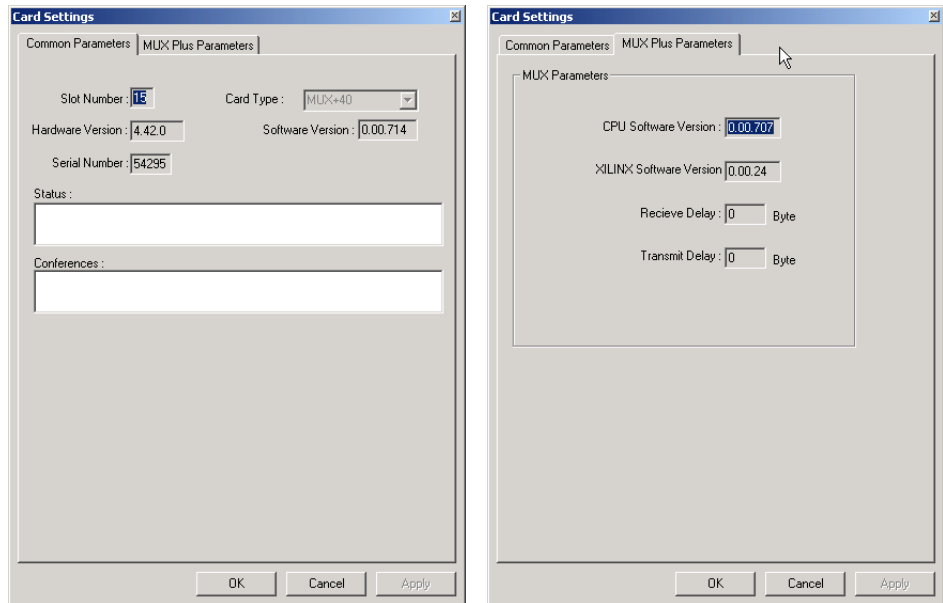 Card Settings
Common Parameters MUX Plus Parameters
Slot Number : 15 Card Type : MUX+40
Hardware Version : 4.42.0 Software Version : 0.00.714
Serial Number : 54295
Status :
Conferences :
OK Cancel Apply
Card Settings
Common Parameters MUX Plus Parameters
MUX Parameters
CPU Software Version : 0.00.707
XILINX Software Version 0.00.24
Recieve Delay : 0 Byte
Transmit Delay : 0 Byte
OK Cancel Apply